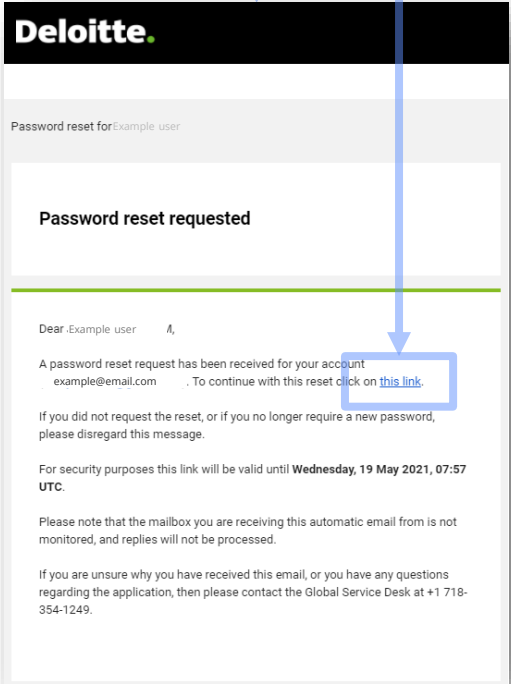 Deloitte.
Password reset for Example user
Password reset requested
Dear Example user
A password reset request has been received for your account
example@email.com . To continue with this reset click on this link.
If you did not request the reset, or if you no longer require a new password,
please disregard this message.
For security purposes this link will be valid until Wednesday, 19 May 2021, 07:57
UTC.
Please note that the mailbox you are receiving this automatic email from is not
monitored, and replies will not be processed.
If you are unsure why you have received this email, or you have any questions
regarding the application, then please contact the Global Service Desk at +1 718-
354-1249.